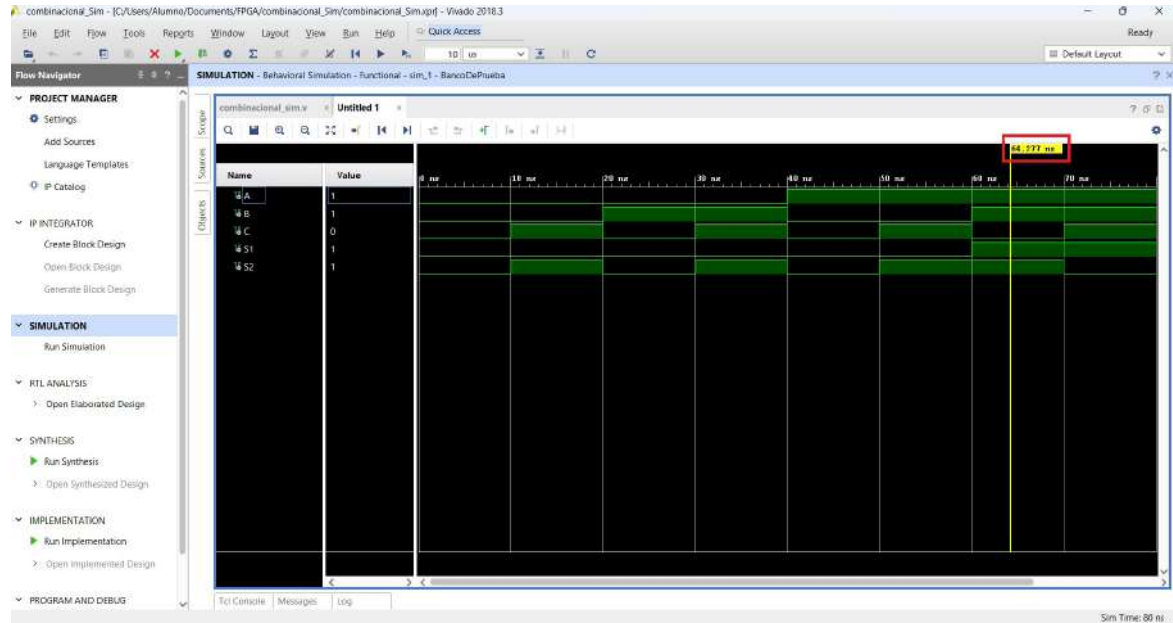 combinacional_Sim - [C:/Users/Alumno/Documents/FPGA/combinacional_Sim/combinacional_Sim.xpr] - Vivado 2018.3
File Edit Flow Tools Reports Window Layout View Run Help Quick Access
Ready
10 us
Default Layout
Flow Navigator
SIMULATION - Behavioral Simulation - Functional - sim_1 - BancoDePrueba
PROJECT MANAGER
Settings
Add Sources
Language Templates
IP Catalog
IP INTEGRATOR
Create Block Design
Open Block Design
Generate Block Design
SIMULATION
Run Simulation
RTL ANALYSIS
Open Elaborated Design
SYNTHESIS
Run Synthesis
Open Synthesized Design
IMPLEMENTATION
Run Implementation
Open Implemented Design
PROGRAM AND DEBUG
Scope
Sources
Objects
combinacional_sim.v
Untitled 1
64.277 ns
Name Value
0 ns 10 ns 20 ns 30 ns 40 ns 50 ns 60 ns 70 ns
A 1
B 1
C 0
S1 1
S2 1
Tcl Console Messages Log
Sim Time: 80 ns